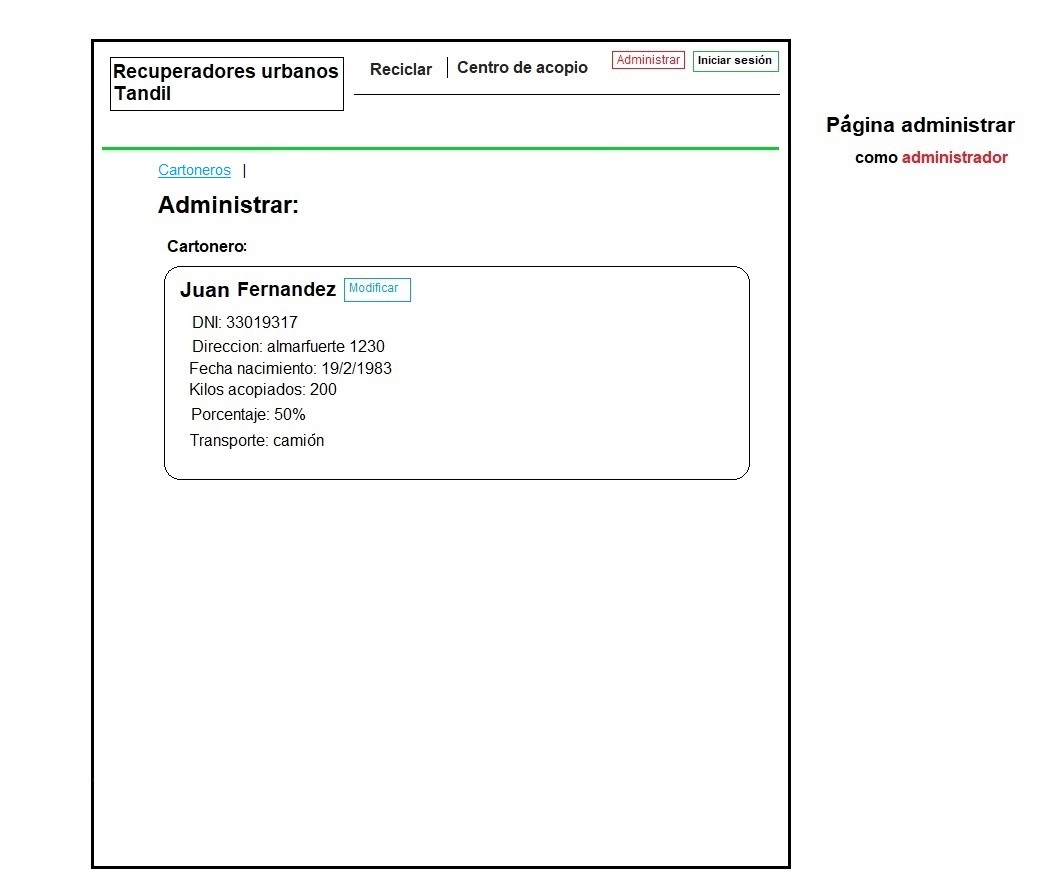 Recuperadores urbanos
Tandil
Reciclar
Centro de acopio
Administrar
Iniciar sesión
Página administrar
como administrador
Cartoneros |
Administrar:
Cartonero:
Juan Fernandez
Modificar
DNI: 33019317
Direccion: almarfuerte 1230
Fecha nacimiento: 19/2/1983
Kilos acopiados: 200
Porcentaje: 50%
Transporte: camión